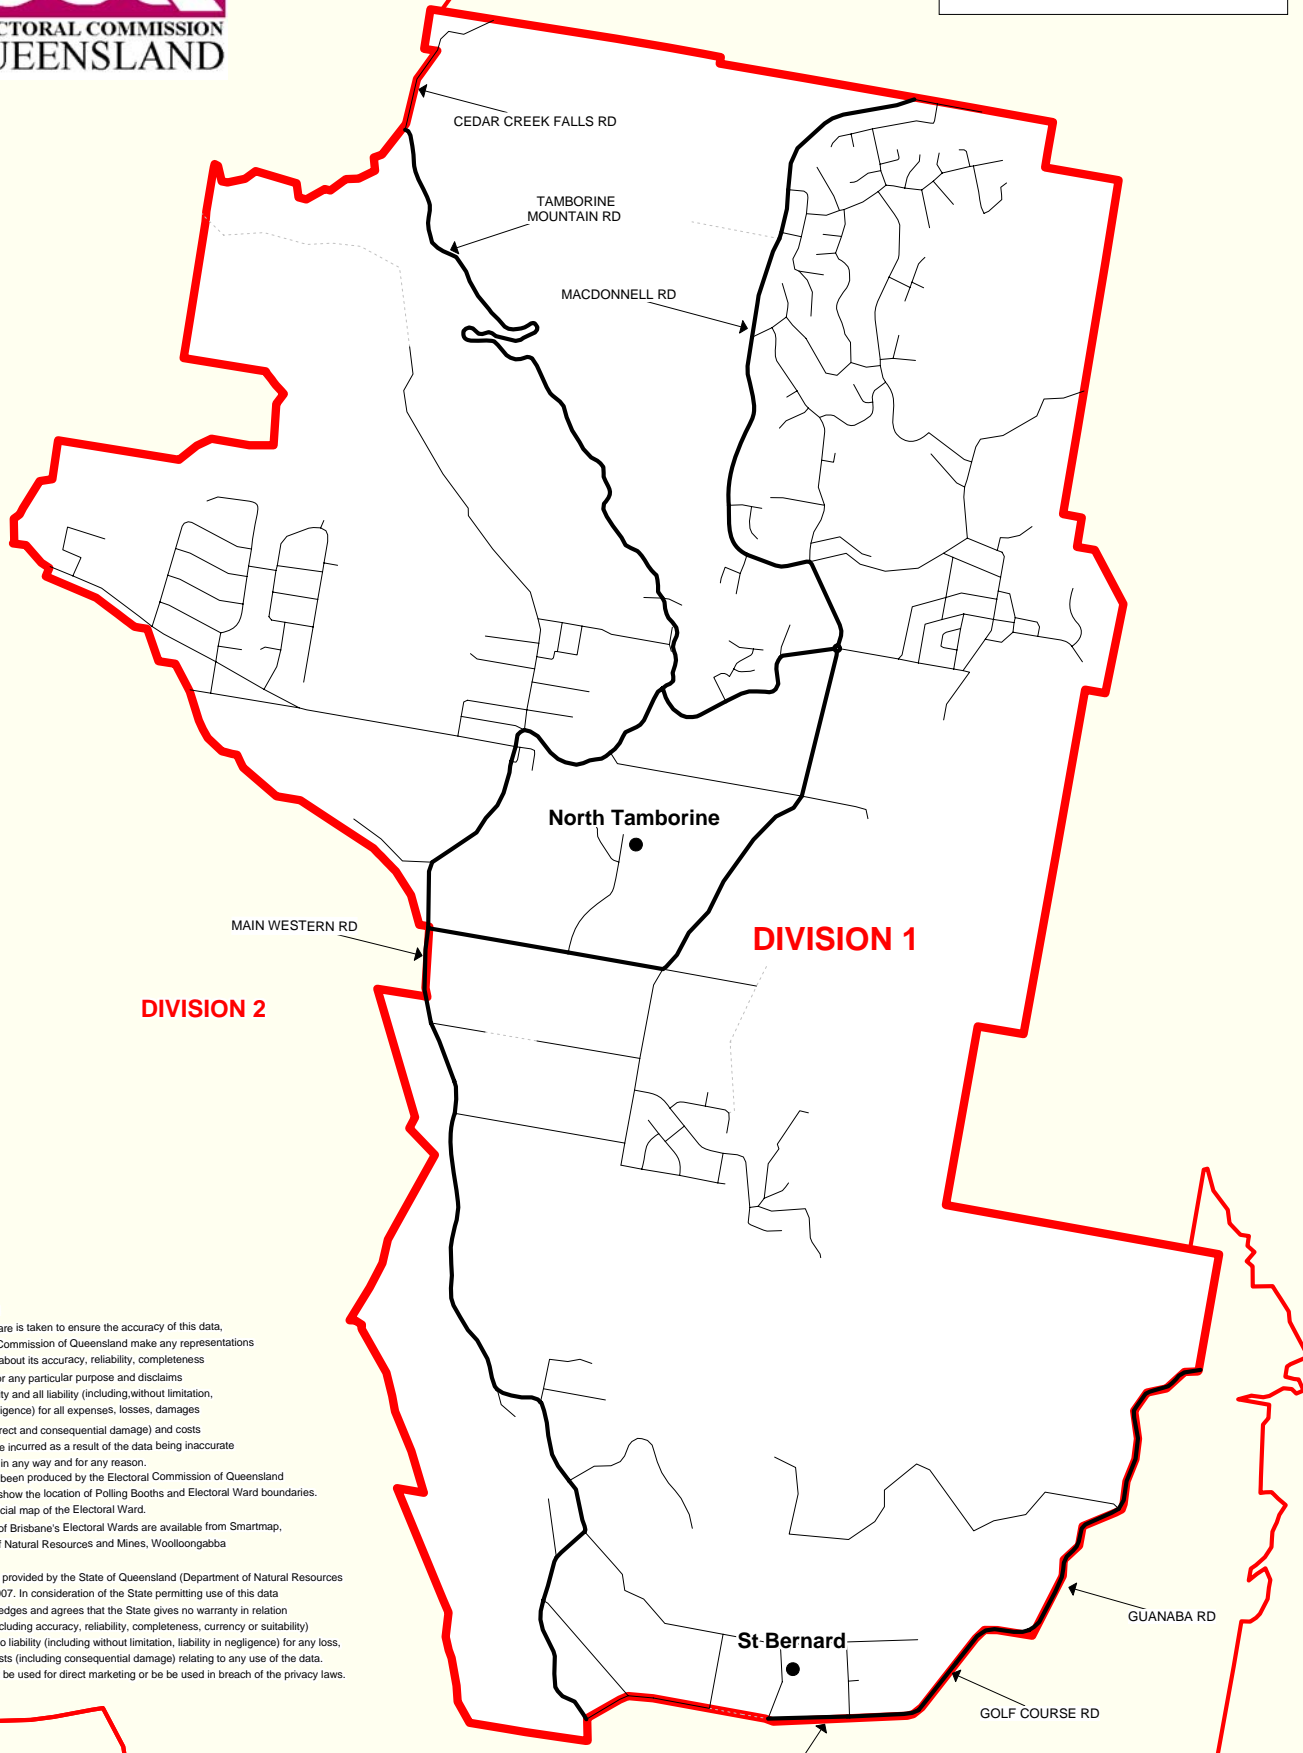 CTORAL COMMISSION
UEENSLAND
CEDAR CREEK FALLS RD
TAMBORINE
MOUNTAIN RD
MACDONNELL RD
North Tamborine
MAIN WESTERN RD
DIVISION 1
DIVISION 2
are is taken to ensure the accuracy of this data,
Commission of Queensland make any representations
about its accuracy, reliability, completeness
or any particular purpose and disclaims
ty and all liability (including,without limitation,
igence) for all expenses, losses, damages
rect and consequential damage) and costs
e incurred as a result of the data being inaccurate
in any way and for any reason.
been produced by the Electoral Commission of Queensland
show the location of Polling Booths and Electoral Ward boundaries.
cial map of the Electoral Ward.
of Brisbane's Electoral Wards are available from Smartmap,
f Natural Resources and Mines, Woolloongabba
provided by the State of Queensland (Department of Natural Resources
007. In consideration of the State permitting use of this data
edges and agrees that the State gives no warranty in relation
cluding accuracy, reliability, completeness, currency or suitability)
o liability (including without limitation, liability in negligence) for any loss,
sts (including consequential damage) relating to any use of the data.
t be used for direct marketing or be be used in breach of the privacy laws.
GUANABA RD
St Bernard
GOLF COURSE RD